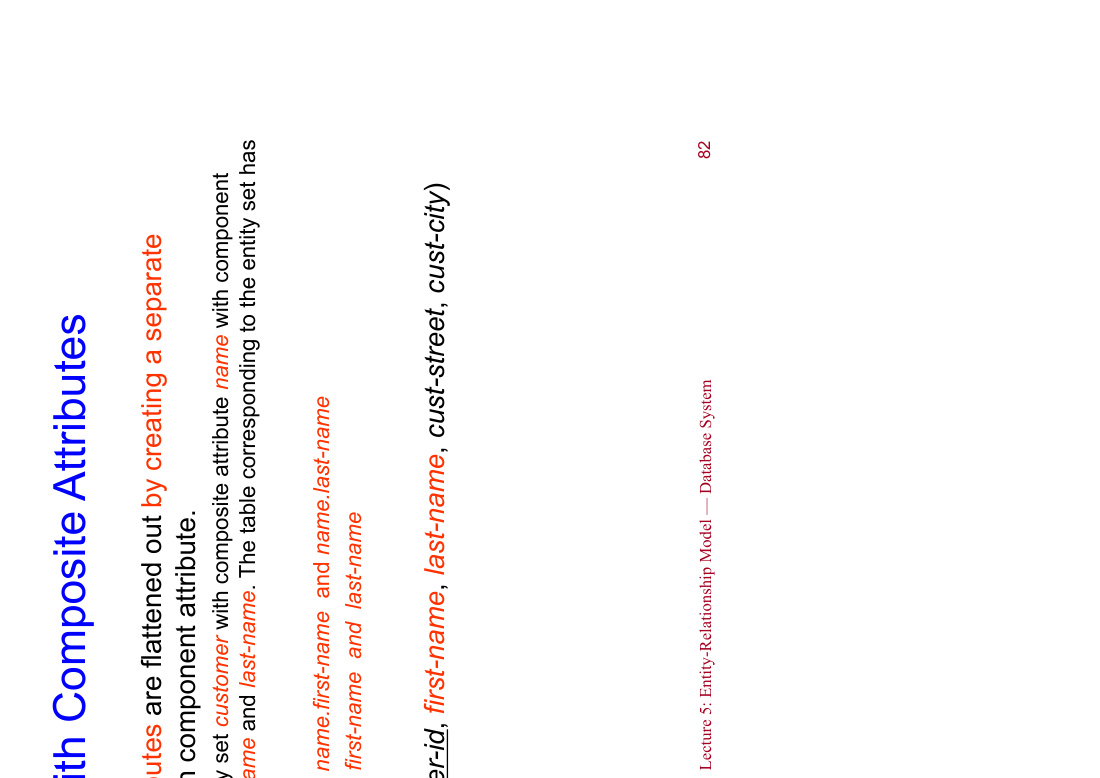 ith Composite Attributes
utes are flattened out by creating a separate
n component attribute.
y set customer with composite attribute name with component
ame and last-name. The table corresponding to the entity set has
name.first-name and name.last-name
first-name and last-name
er-id, first-name, last-name, cust-street, cust-city)
Lecture 5: Entity-Relationship Model — Database System
82